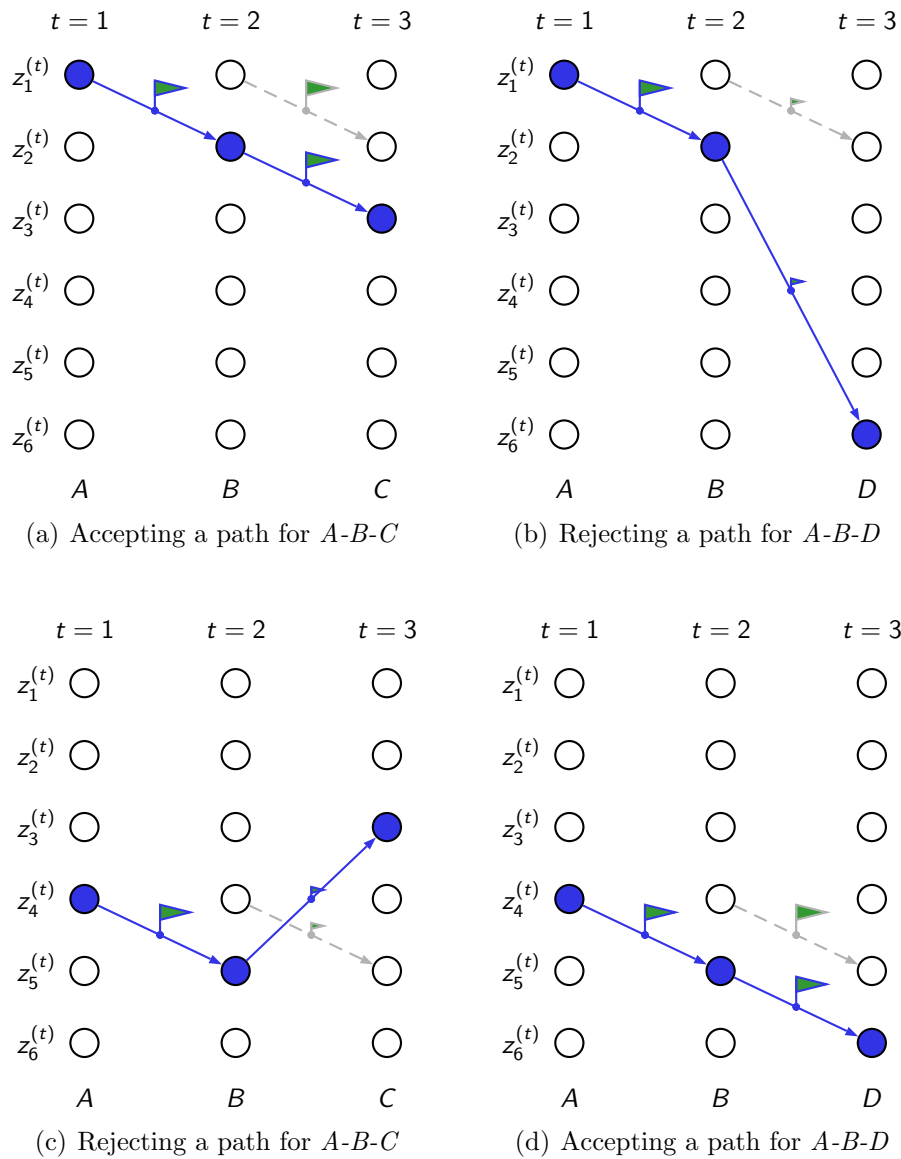 t = 1 t = 2 t = 3 t = 1 t = 2 t = 3
z_1^{(t)} z_1^{(t)}
z_2^{(t)} z_2^{(t)}
z_3^{(t)} z_3^{(t)}
z_4^{(t)} z_4^{(t)}
z_5^{(t)} z_5^{(t)}
z_6^{(t)} z_6^{(t)}
A B C A B D
(a) Accepting a path for A-B-C (b) Rejecting a path for A-B-D
t = 1 t = 2 t = 3 t = 1 t = 2 t = 3
z_1^{(t)} z_1^{(t)}
z_2^{(t)} z_2^{(t)}
z_3^{(t)} z_3^{(t)}
z_4^{(t)} z_4^{(t)}
z_5^{(t)} z_5^{(t)}
z_6^{(t)} z_6^{(t)}
A B C A B D
(c) Rejecting a path for A-B-C (d) Accepting a path for A-B-D